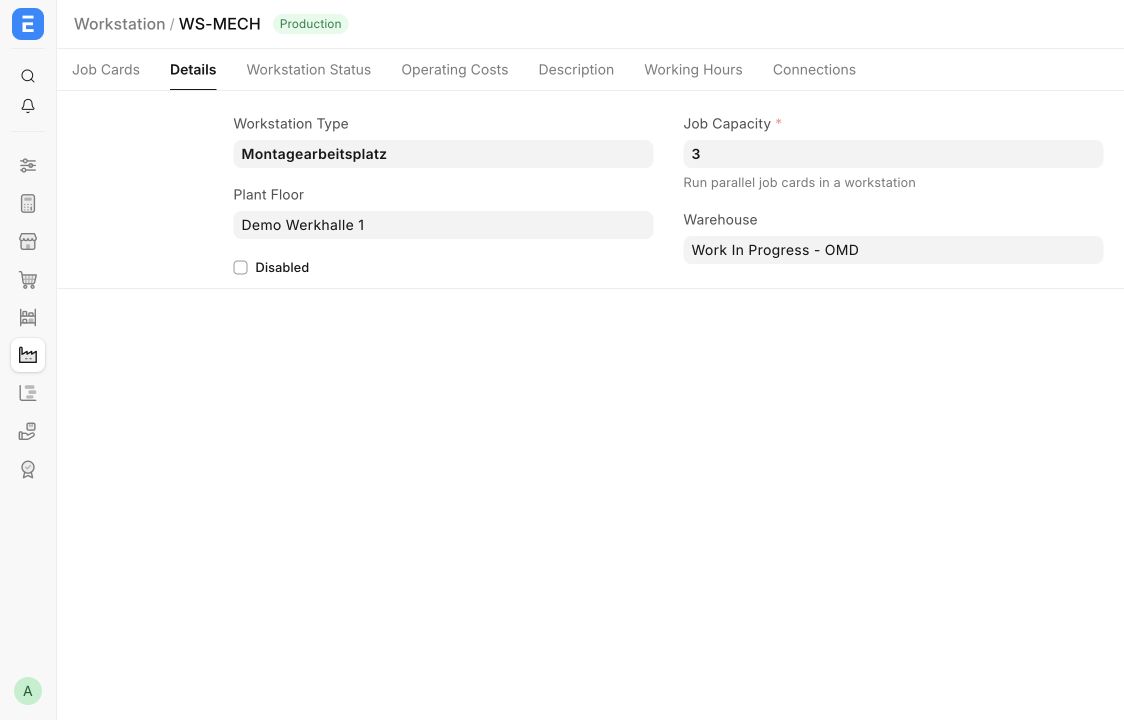 Workstation / WS-MECH Production
Job Cards Details Workstation Status Operating Costs Description Working Hours Connections
Workstation Type
Montagearbeitsplatz
Plant Floor
Demo Werkhalle 1
Disabled
Job Capacity *
3
Run parallel job cards in a workstation
Warehouse
Work In Progress - OMD
A